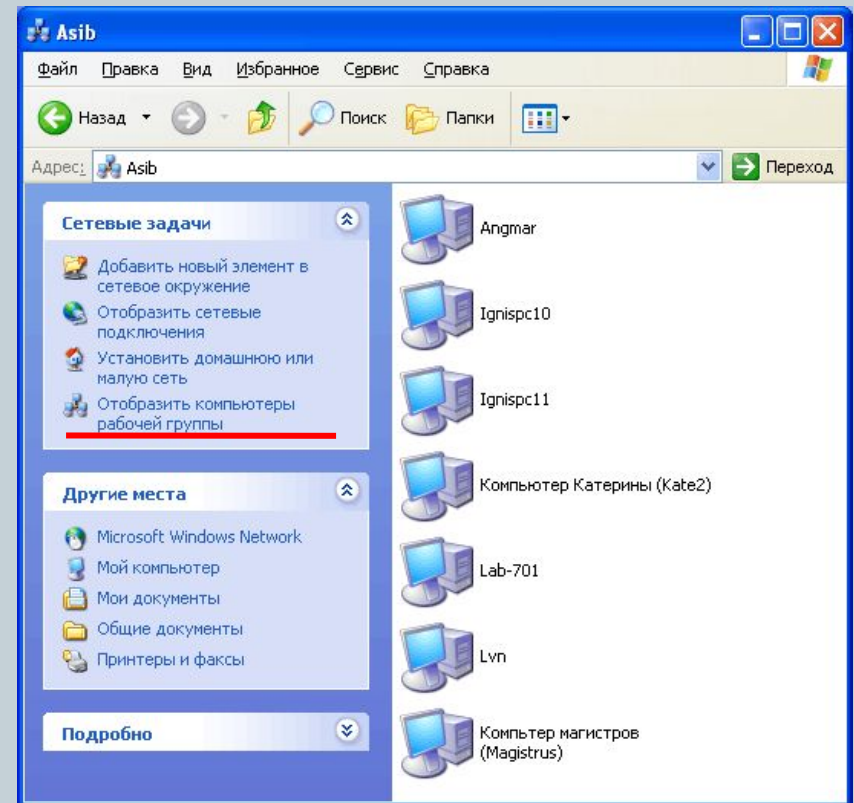 Asib
Файл Правка Вид Избранное Сервис Справка
Назад Поиск Папки
Адрес: Asib Переход
Сетевые задачи
Добавить новый элемент в
сетевое окружение
Отобразить сетевые
подключения
Установить домашнюю или
малую сеть
Отобразить компьютеры
рабочей группы
Другие места
Microsoft Windows Network
Мой компьютер
Мои документы
Общие документы
Принтеры и факсы
Подробно
Angmar
Ignispc10
Ignispc11
Компьютер Катерины (Kate2)
Lab-701
Lvn
Компьтер магистров
(Magistrus)